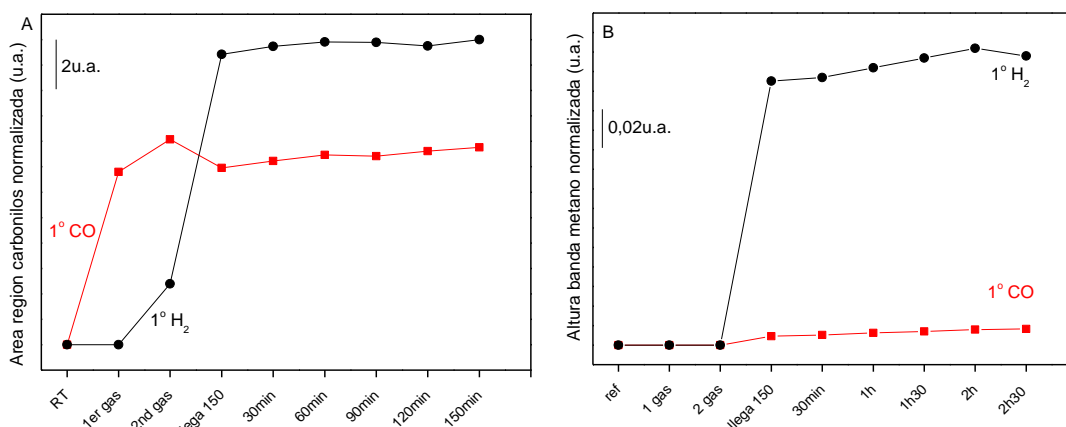 A
Area region carbonilos normalizada (u.a.)
2u.a.
1° CO
1° H₂
RT
1er gas
2nd gas
llega 150
30min
60min
90min
120min
150min
B
Altura banda metano normalizada (u.a.)
0,02u.a.
1° H₂
1° CO
ref
1 gas
2 gas
llega 150
30min
1h
1h30
2h
2h30